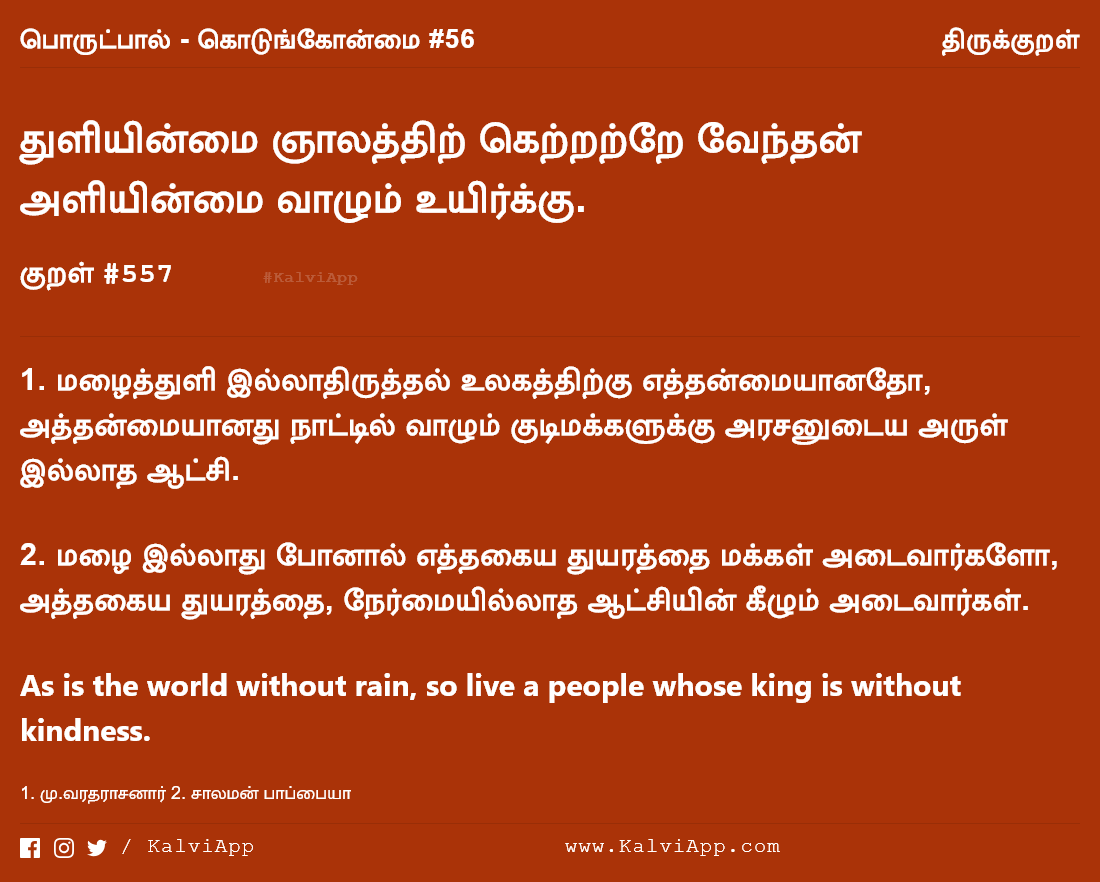 பொருட்பால் - கொடுங்கோன்மை #56 திருக்குறள்
துளியின்மை ஞாலத்திற் கெற்றற்றே வேந்தன்
அளியின்மை வாழும் உயிர்க்கு.
குறள் #557 #KalviApp
1. மழைத்துளி இல்லாதிருத்தல் உலகத்திற்கு எத்தன்மையானதோ,
அத்தன்மையானது நாட்டில் வாழும் குடிமக்களுக்கு அரசனுடைய அருள்
இல்லாத ஆட்சி.
2. மழை இல்லாது போனால் எத்தகைய துயரத்தை மக்கள் அடைவார்களோ,
அத்தகைய துயரத்தை, நேர்மையில்லாத ஆட்சியின் கீழும் அடைவார்கள்.
As is the world without rain, so live a people whose king is without
kindness.
1. மு.வரதராசனார் 2. சாலமன் பாப்பையா
/ KalviApp www.KalviApp.com